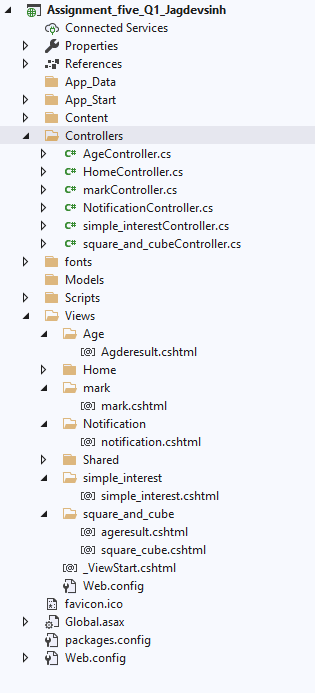 Assignment_five_Q1_Jagdevsinh
Connected Services
Properties
References
App_Data
App_Start
Content
Controllers
C# AgeController.cs
C# HomeController.cs
C# markController.cs
C# NotificationController.cs
C# simple_interestController.cs
C# square_and_cubeController.cs
fonts
Models
Scripts
Views
Age
[@] Agderesult.cshtml
Home
mark
[@] mark.cshtml
Notification
[@] notification.cshtml
Shared
simple_interest
[@] simple_interest.cshtml
square_and_cube
[@] ageresult.cshtml
[@] square_cube.cshtml
[@] _ViewStart.cshtml
Web.config
favicon.ico
Global.asax
packages.config
Web.config